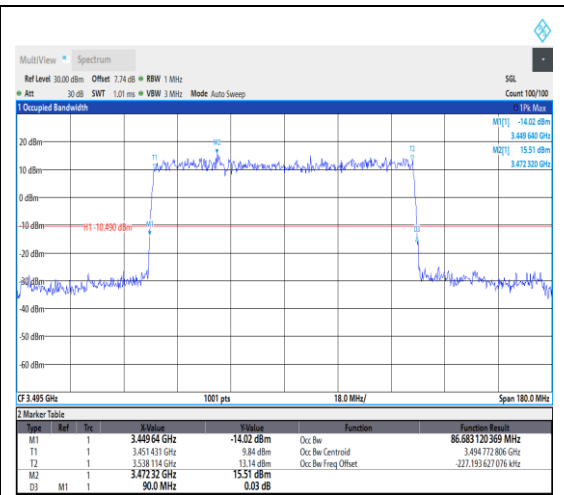 MultiView Spectrum
Ref Level 30.00 dBm Offset 7.74 dB RBW 1 MHz SGL
Att 30 dB SWT 1.01 ms VBW 3 MHz Mode Auto Sweep Count 100/100
1 Occupied Bandwidth 1Pk Max
M1[1] -14.02 dBm
3.449 640 GHz
M2[1] 15.51 dBm
3.472 320 GHz
M2
T2
T1
20 dBm
10 dBm
0 dBm
-10 dBm
H1 -10.490 dBm
M1
D3
-20 dBm
-30 dBm
-40 dBm
-50 dBm
-60 dBm
CF 3.495 GHz 1001 pts 18.0 MHz/ Span 180.0 MHz
2 Marker Table
Type Ref Trc X-Value Y-Value Function Function Result
M1 1 3.449 64 GHz -14.02 dBm Occ Bw 86.683 120 369 MHz
T1 1 3.451 431 GHz 9.84 dBm Occ Bw Centroid 3.494 772 806 GHz
T2 1 3.538 114 GHz 13.14 dBm Occ Bw Freq Offset -227.193 627 076 kHz
M2 1 3.472 32 GHz 15.51 dBm
D3 M1 1 90.0 MHz 0.03 dB